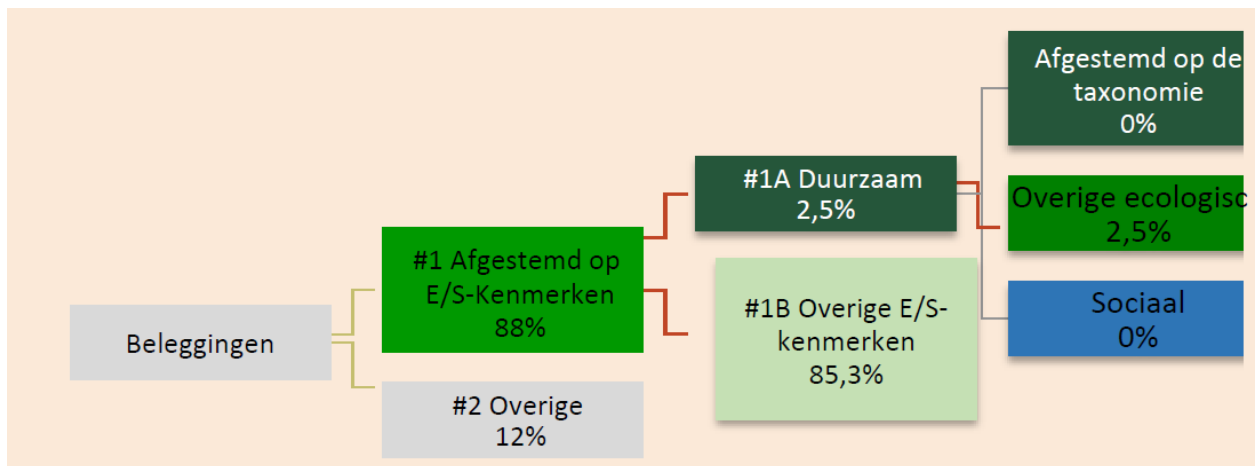 Beleggingen
#1 Afgestemd op
E/S-Kenmerken
88%
#2 Overige
12%
#1A Duurzaam
2,5%
#1B Overige E/S-
kenmerken
85,3%
Afgestemd op de
taxonomie
0%
Overige ecologisc
2,5%
Sociaal
0%